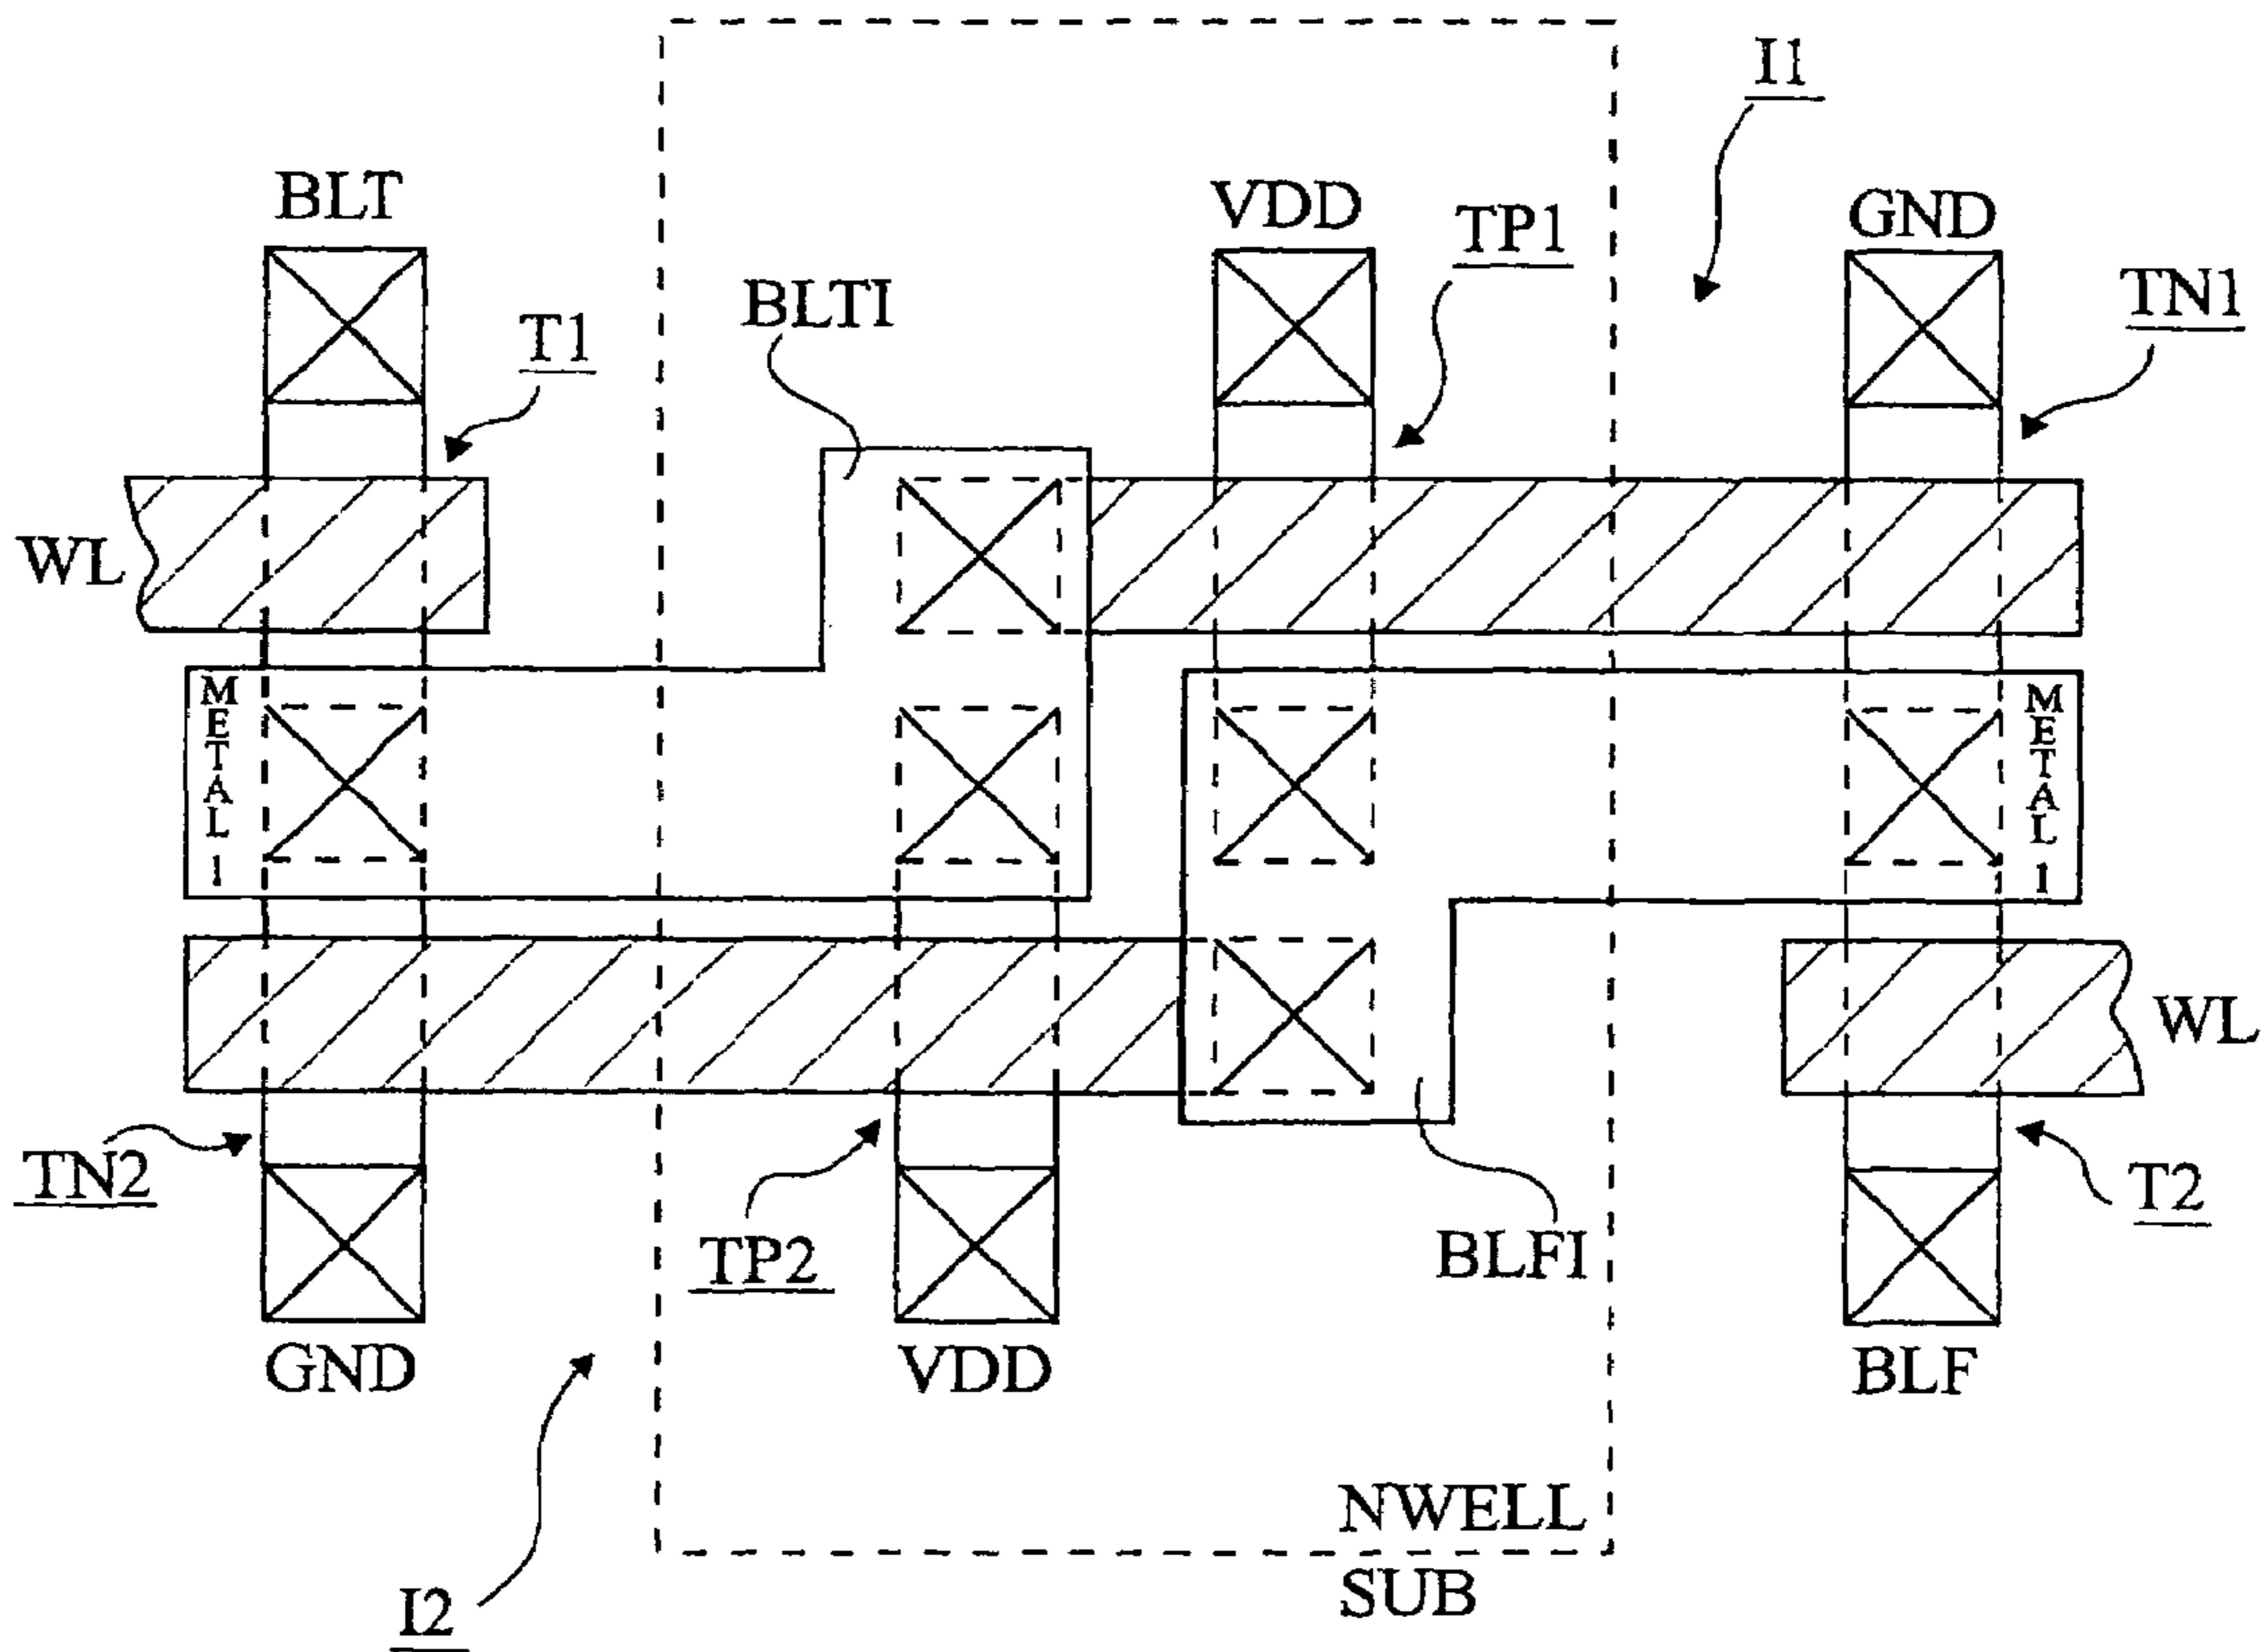 I1
BLT
VDD
TP1
GND
TN1
BLTI
T1
WL
METAL 1
METAL 1
WL
TN2
TP2
BLFI
T2
GND
VDD
BLF
NWELL
SUB
I2